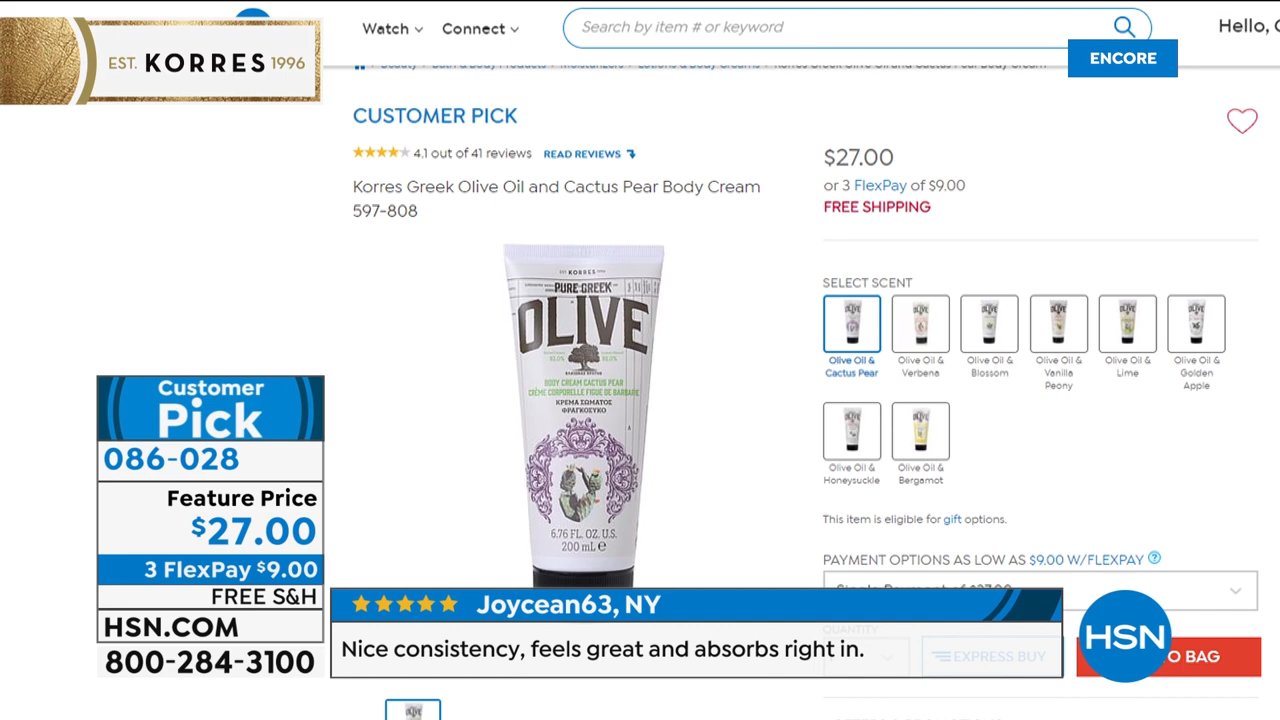 Watch
Connect
Search by item # or keyword
Hello,
EST. KORRES 1996
ENCORE
CUSTOMER PICK
4.1 out of 41 reviews READ REVIEWS
Korres Greek Olive Oil and Cactus Pear Body Cream
597-808
$27.00
or 3 FlexPay of $9.00
FREE SHIPPING
EST KORRES 1996
PURE GREEK
OLIVE
BODY CREAM CACTUS PEAR
CRÈME CORPORELLE FIGUE DE BARBARIE
ΚΡΕΜΑ ΣΩΜΑΤΟΣ
ΦΡΑΓΚΟΣΥΚΟ
6.76 FL. OZ. U.S.
200 mL e
SELECT SCENT
Olive Oil & Cactus Pear
Olive Oil & Verbena
Olive Oil & Blossom
Olive Oil & Vanilla Peony
Olive Oil & Lime
Olive Oil & Golden Apple
Olive Oil & Honeysuckle
Olive Oil & Bergamot
This item is eligible for gift options.
PAYMENT OPTIONS AS LOW AS $9.00 W/FLEXPAY
QUANTITY
EXPRESS BUY
O BAG
HSN
Customer
Pick
086-028
Feature Price
$27.00
3 FlexPay $9.00
FREE S&H
HSN.COM
800-284-3100
Joycean63, NY
Nice consistency, feels great and absorbs right in.